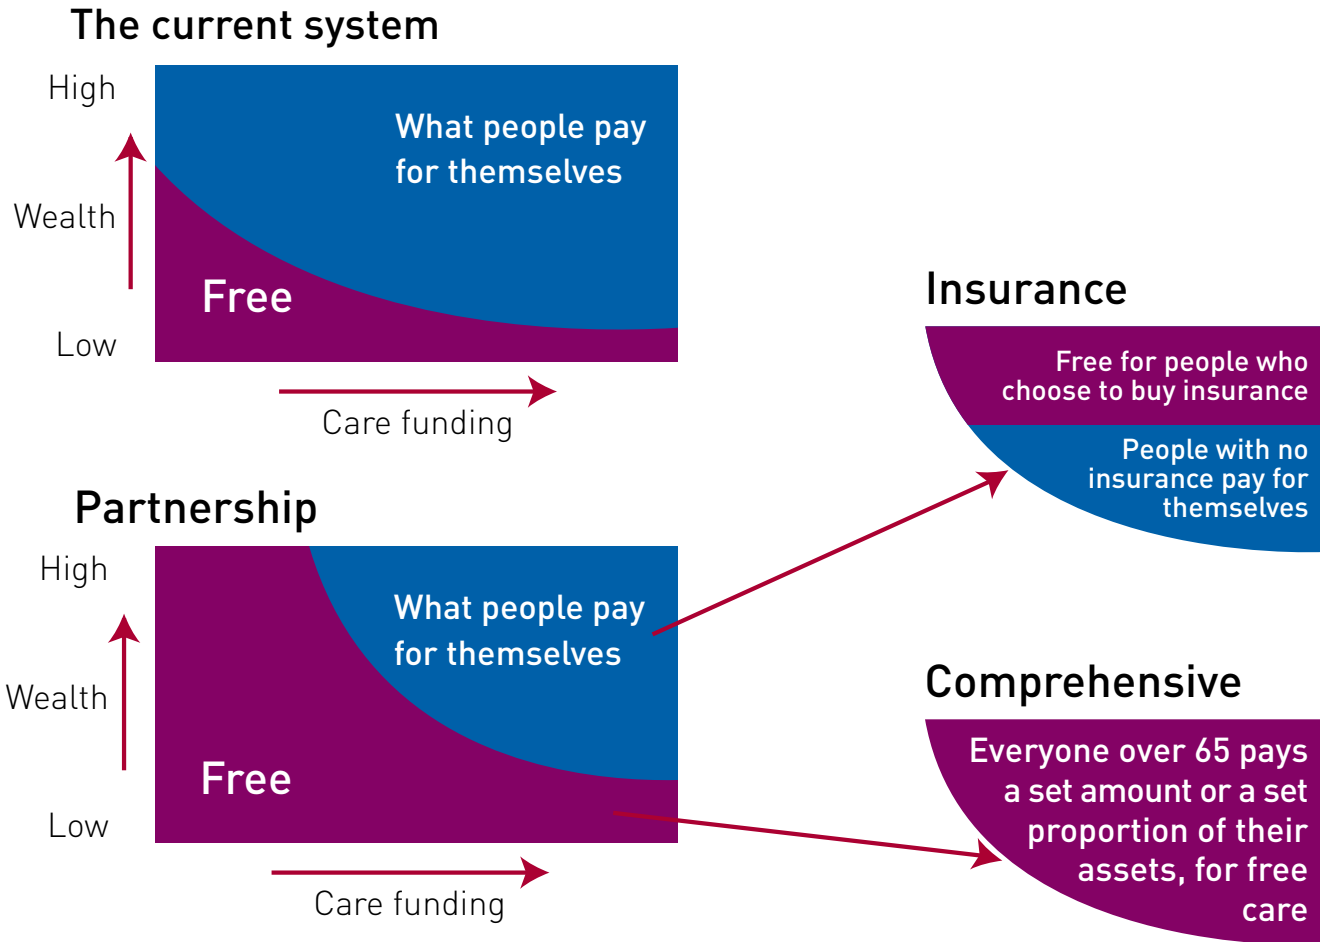 The current system
High
What people pay
for themselves
Wealth
Free
Low
Care funding
Partnership
High
What people pay
for themselves
Wealth
Free
Low
Care funding
Insurance
Free for people who
choose to buy insurance
People with no
insurance pay for
themselves
Comprehensive
Everyone over 65 pays
a set amount or a set
proportion of their
assets, for free
care